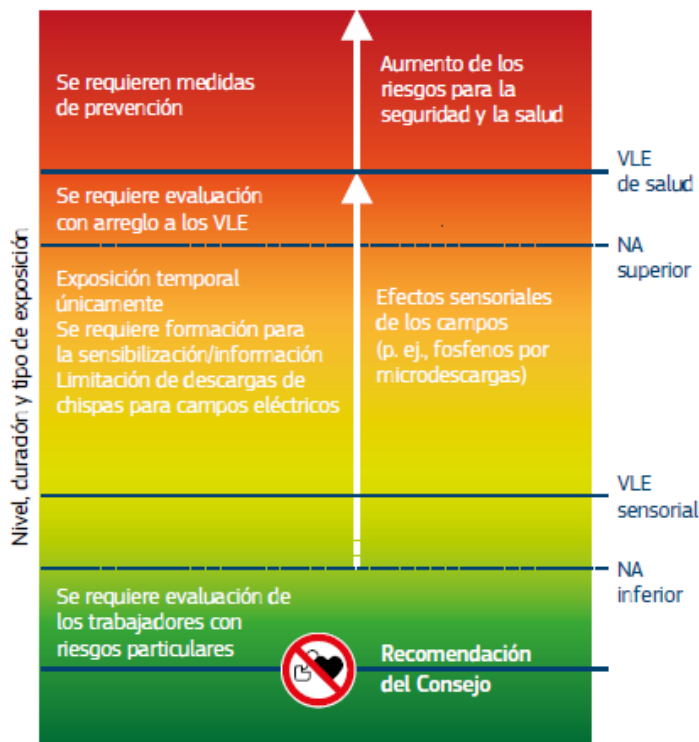 Nivel, duración y tipo de exposición
Se requieren medidas
de prevención
Aumento de los
riesgos para la
seguridad y la salud
VLE
de salud
Se requiere evaluación
con arreglo a los VLE
NA
superior
Exposición temporal
únicamente
Se requiere formación para
la sensibilización/información
Limitación de descargas de
chispas para campos eléctricos
Efectos sensoriales
de los campos
(p. ej., fosfenos por
microdescargas)
VLE
sensorial
NA
inferior
Se requiere evaluación de
los trabajadores con
riesgos particulares
Recomendación
del Consejo